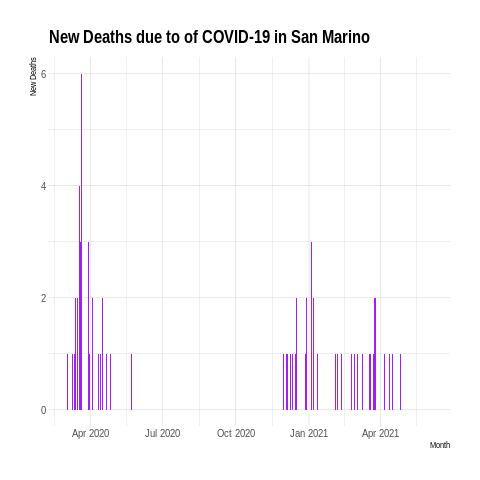 New Deaths due to of COVID-19 in San Marino
New Deaths
6
4
2
0
Apr 2020 Jul 2020 Oct 2020 Jan 2021 Apr 2021
Month